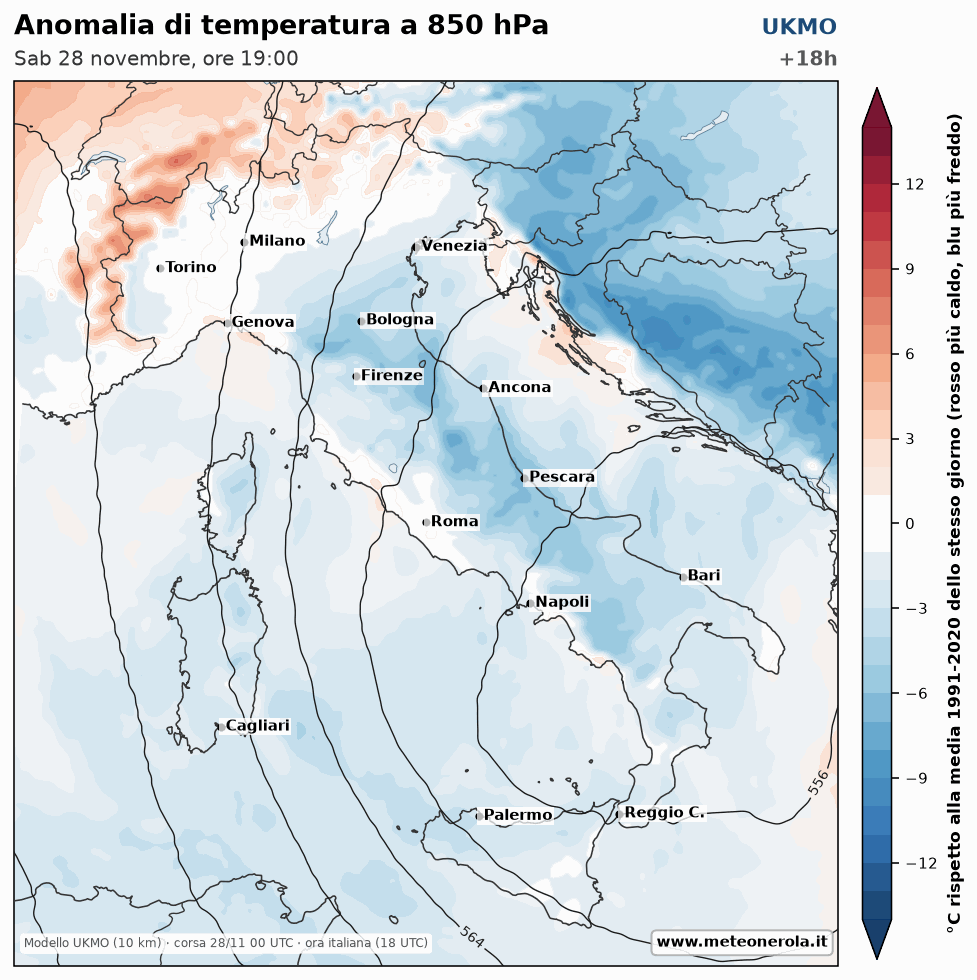 Anomalia di temperatura a 850 hPa
UKMO
Sab 28 novembre, ore 19:00
+18h
Milano
Venezia
Torino
Genova
Bologna
Firenze
Ancona
Pescara
Roma
Bari
Napoli
Cagliari
Palermo
Reggio C.
556
564
Modello UKMO (10 km) · corsa 28/11 00 UTC · ora italiana (18 UTC)
www.meteonerola.it
12
9
6
3
0
−3
−6
−9
−12
°C rispetto alla media 1991-2020 dello stesso giorno (rosso più caldo, blu più freddo)